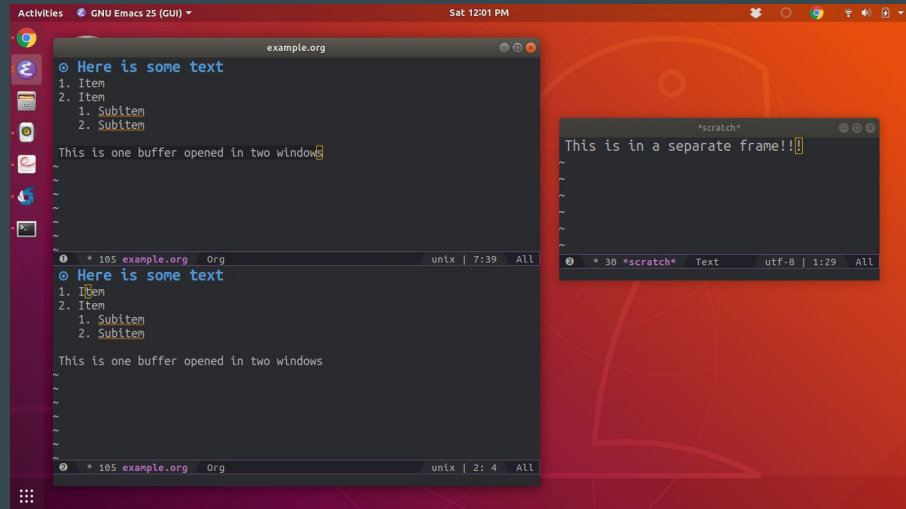 Activities GNU Emacs 25 (GUI) ▾ Sat 12:01 PM
example.org
Here is some text
1. Item
2. Item
1. Subitem
2. Subitem
This is one buffer opened in two windows
~
~
~
~
~
~
~
❶ * 105 example.org Org unix | 7:39 All
Here is some text
1. Item
2. Item
1. Subitem
2. Subitem
This is one buffer opened in two windows
~
~
~
~
~
~
~
❷ * 105 example.org Org unix | 2: 4 All
*scratch*
This is in a separate frame!!!
~
~
~
~
~
~
❸ * 30 *scratch* Text utf-8 | 1:29 All